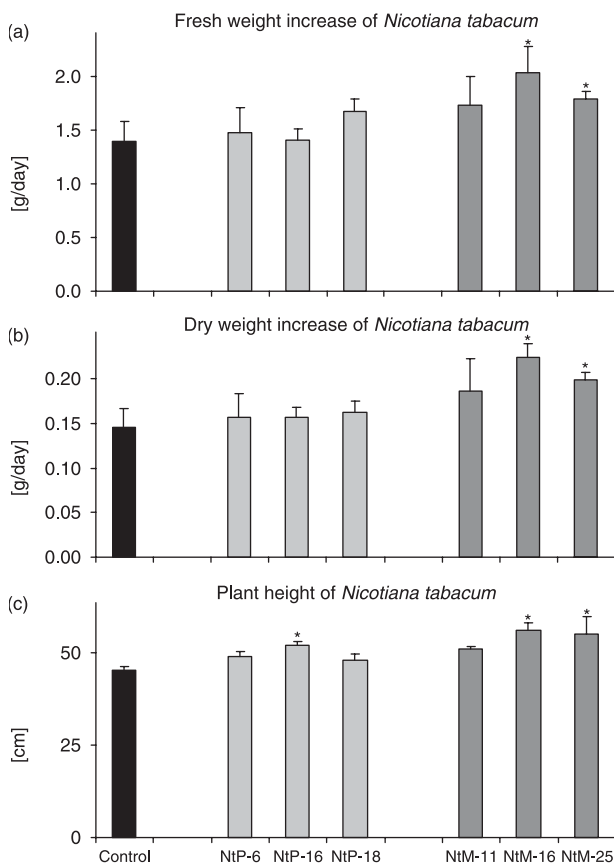 (a)
Fresh weight increase of Nicotiana tabacum
[g/day]
2.0
1.5
1.0
0.5
0.0
*
*
(b)
Dry weight increase of Nicotiana tabacum
[g/day]
0.20
0.15
0.10
0.05
0.00
*
*
(c)
Plant height of Nicotiana tabacum
[cm]
50
25
0
*
*
*
Control NtP-6 NtP-16 NtP-18 NtM-11 NtM-16 NtM-25